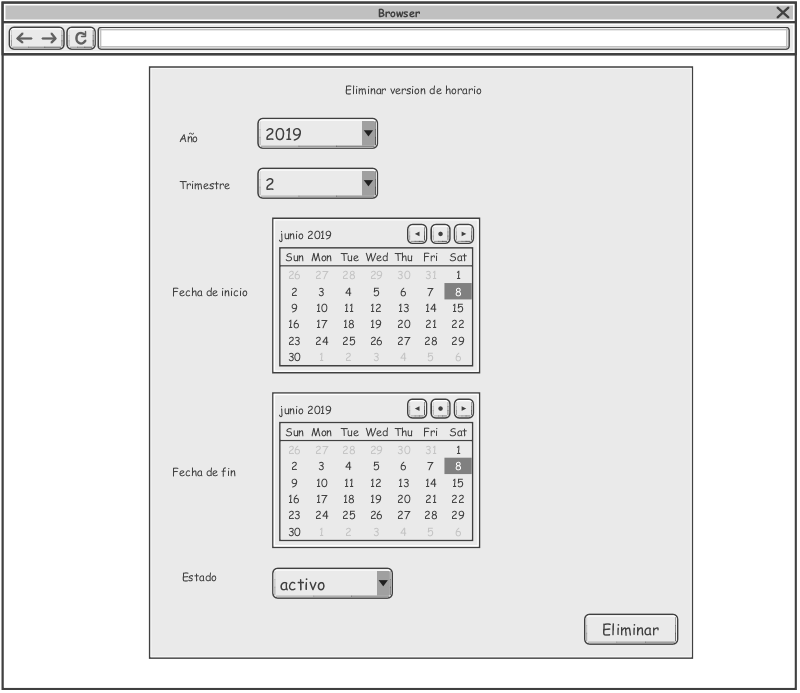 Browser
Eliminar version de horario
Año 2019
Trimestre 2
junio 2019
Sun Mon Tue Wed Thu Fri Sat
26 27 28 29 30 31 1
2 3 4 5 6 7 8
Fecha de inicio
9 10 11 12 13 14 15
16 17 18 19 20 21 22
23 24 25 26 27 28 29
30 1 2 3 4 5 6
junio 2019
Sun Mon Tue Wed Thu Fri Sat
26 27 28 29 30 31 1
2 3 4 5 6 7 8
Fecha de fin
9 10 11 12 13 14 15
16 17 18 19 20 21 22
23 24 25 26 27 28 29
30 1 2 3 4 5 6
Estado activo
Eliminar